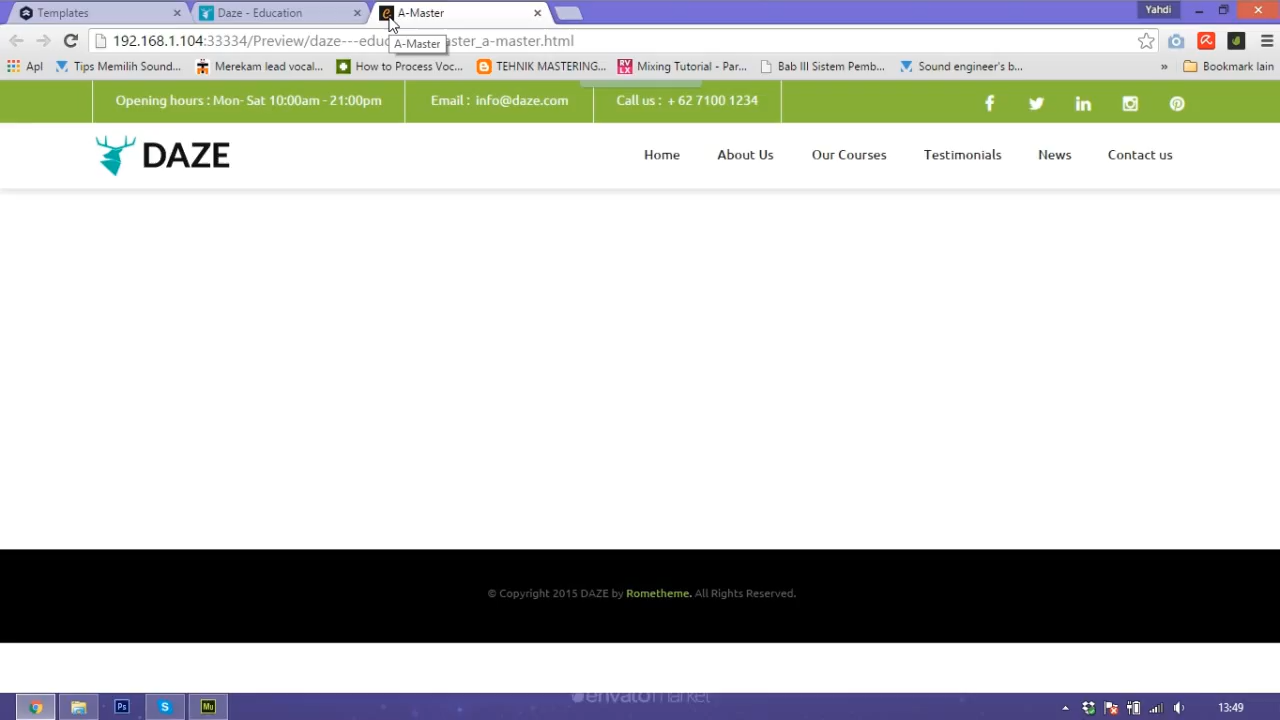 Templates
Daze - Education
A-Master
Yahdi
192.168.1.104:33334/Preview/daze---edu
ster_a-master.html
A-Master
Apl
Tips Memilih Sound...
Merekam lead vocal...
How to Process Voc...
TEHNIK MASTERING...
Mixing Tutorial - Par...
Bab III Sistem Pemb...
Sound engineer's b...
»
Bookmark lain
Opening hours : Mon- Sat 10:00am - 21:00pm
Email : info@daze.com
Call us : + 62 7100 1234
DAZE
Home
About Us
Our Courses
Testimonials
News
Contact us
© Copyright 2015 DAZE by Rometheme. All Rights Reserved.
Ps
S
Mu
envatomarket
13:49